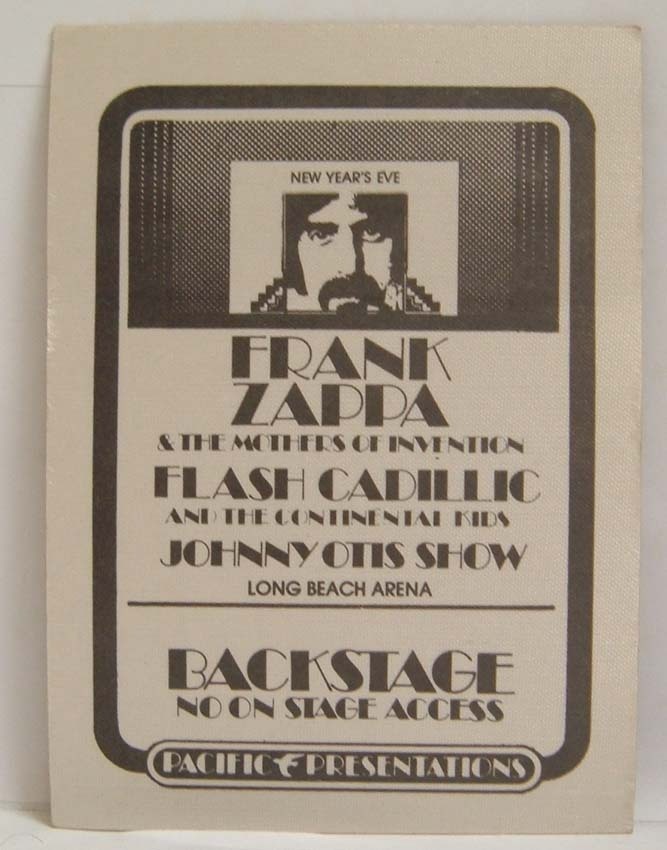 NEW YEAR'S EVE
FRANK
ZAPPA
& THE MOTHERS OF INVENTION
FLASH CADILLIC
AND THE CONTINENTAL KIDS
JOHNNY OTIS SHOW
LONG BEACH ARENA
BACKSTAGE
NO ON STAGE ACCESS
PACIFIC PRESENTATIONS